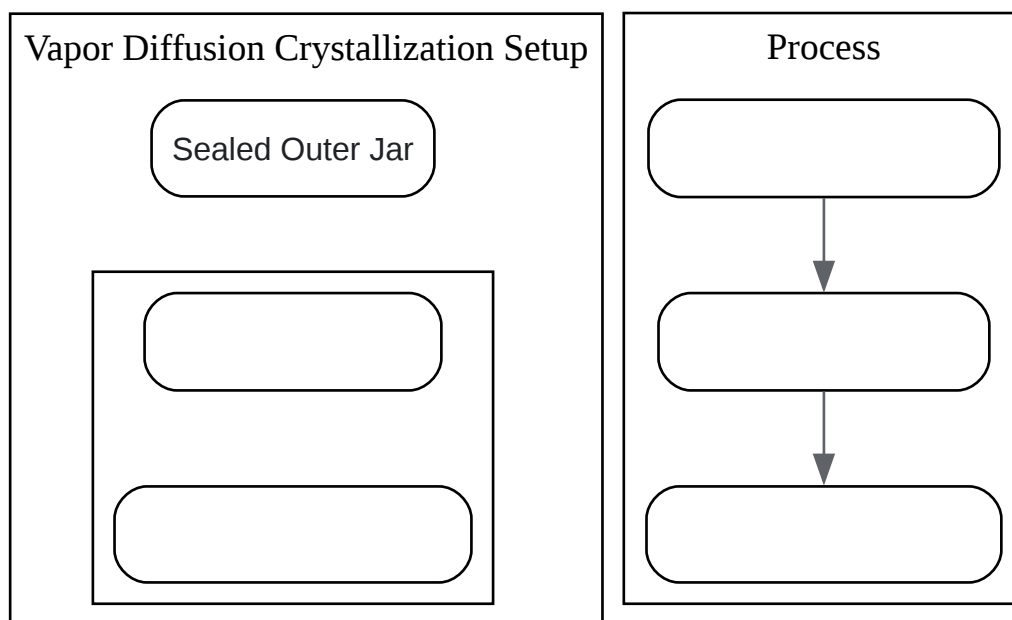 Vapor Diffusion Crystallization Setup
Sealed Outer Jar
Process